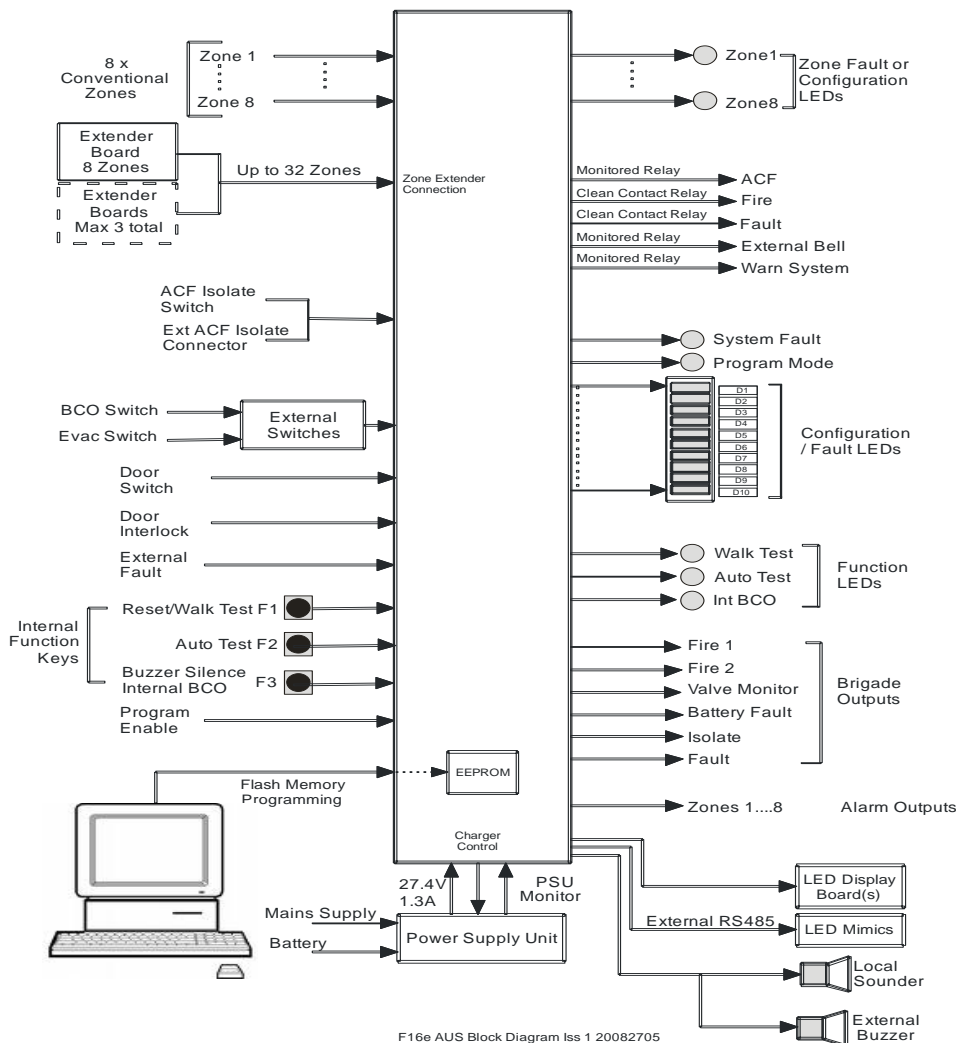 8 x
Conventional
Zones
Zone 1
Zone 8
Extender
Board
8 Zones
Extender
Boards
Max 3 total
Up to 32 Zones
Zone Extender
Connection
ACF Isolate
Switch
Ext ACF Isolate
Connector
BCO Switch
Evac Switch
External
Switches
Door
Switch
Door
Interlock
External
Fault
Internal
Function
Keys
Reset/Walk Test F1
Auto Test F2
Buzzer Silence
Internal BCO
F3
Program
Enable
Flash Memory
Programming
EEPROM
Charger
Control
27.4V
1.3A
PSU
Monitor
Mains Supply
Battery
Power Supply Unit
Zone1
Zone8
Zone Fault or
Configuration
LEDs
Monitored Relay
ACF
Clean Contact Relay
Fire
Clean Contact Relay
Fault
Monitored Relay
External Bell
Monitored Relay
Warn System
System Fault
Program Mode
D1
D2
D3
D4
D5
D6
D7
D8
D9
D10
Configuration
/ Fault LEDs
Walk Test
Auto Test
Int BCO
Function
LEDs
Fire 1
Fire 2
Valve Monitor
Battery Fault
Isolate
Fault
Brigade
Outputs
Zones 1....8
Alarm Outputs
LED Display
Board(s)
External RS485
LED Mimics
Local
Sounder
External
Buzzer
F16e AUS Block Diagram Iss 1 20082705